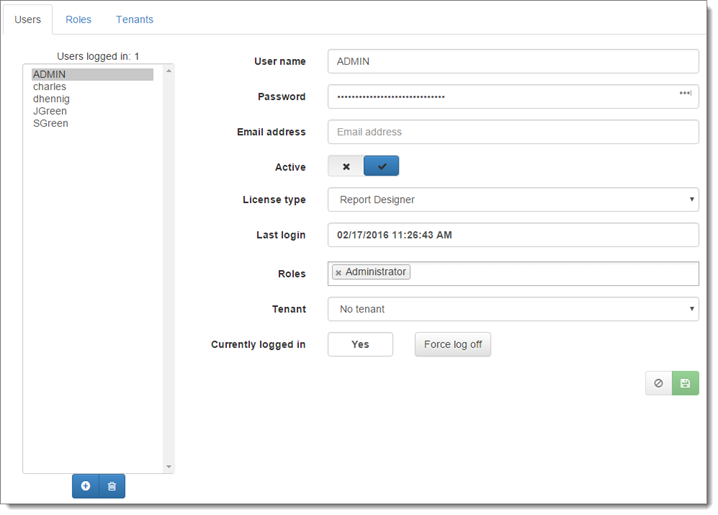 Users Roles Tenants
Users logged in: 1
ADMIN
charles
dhennig
JGreen
SGreen
User name ADMIN
Password ••••••••••••••••••••••••••••••
Email address Email address
Active
License type Report Designer
Last login 02/17/2016 11:26:43 AM
Roles Administrator
Tenant No tenant
Currently logged in Yes Force log off